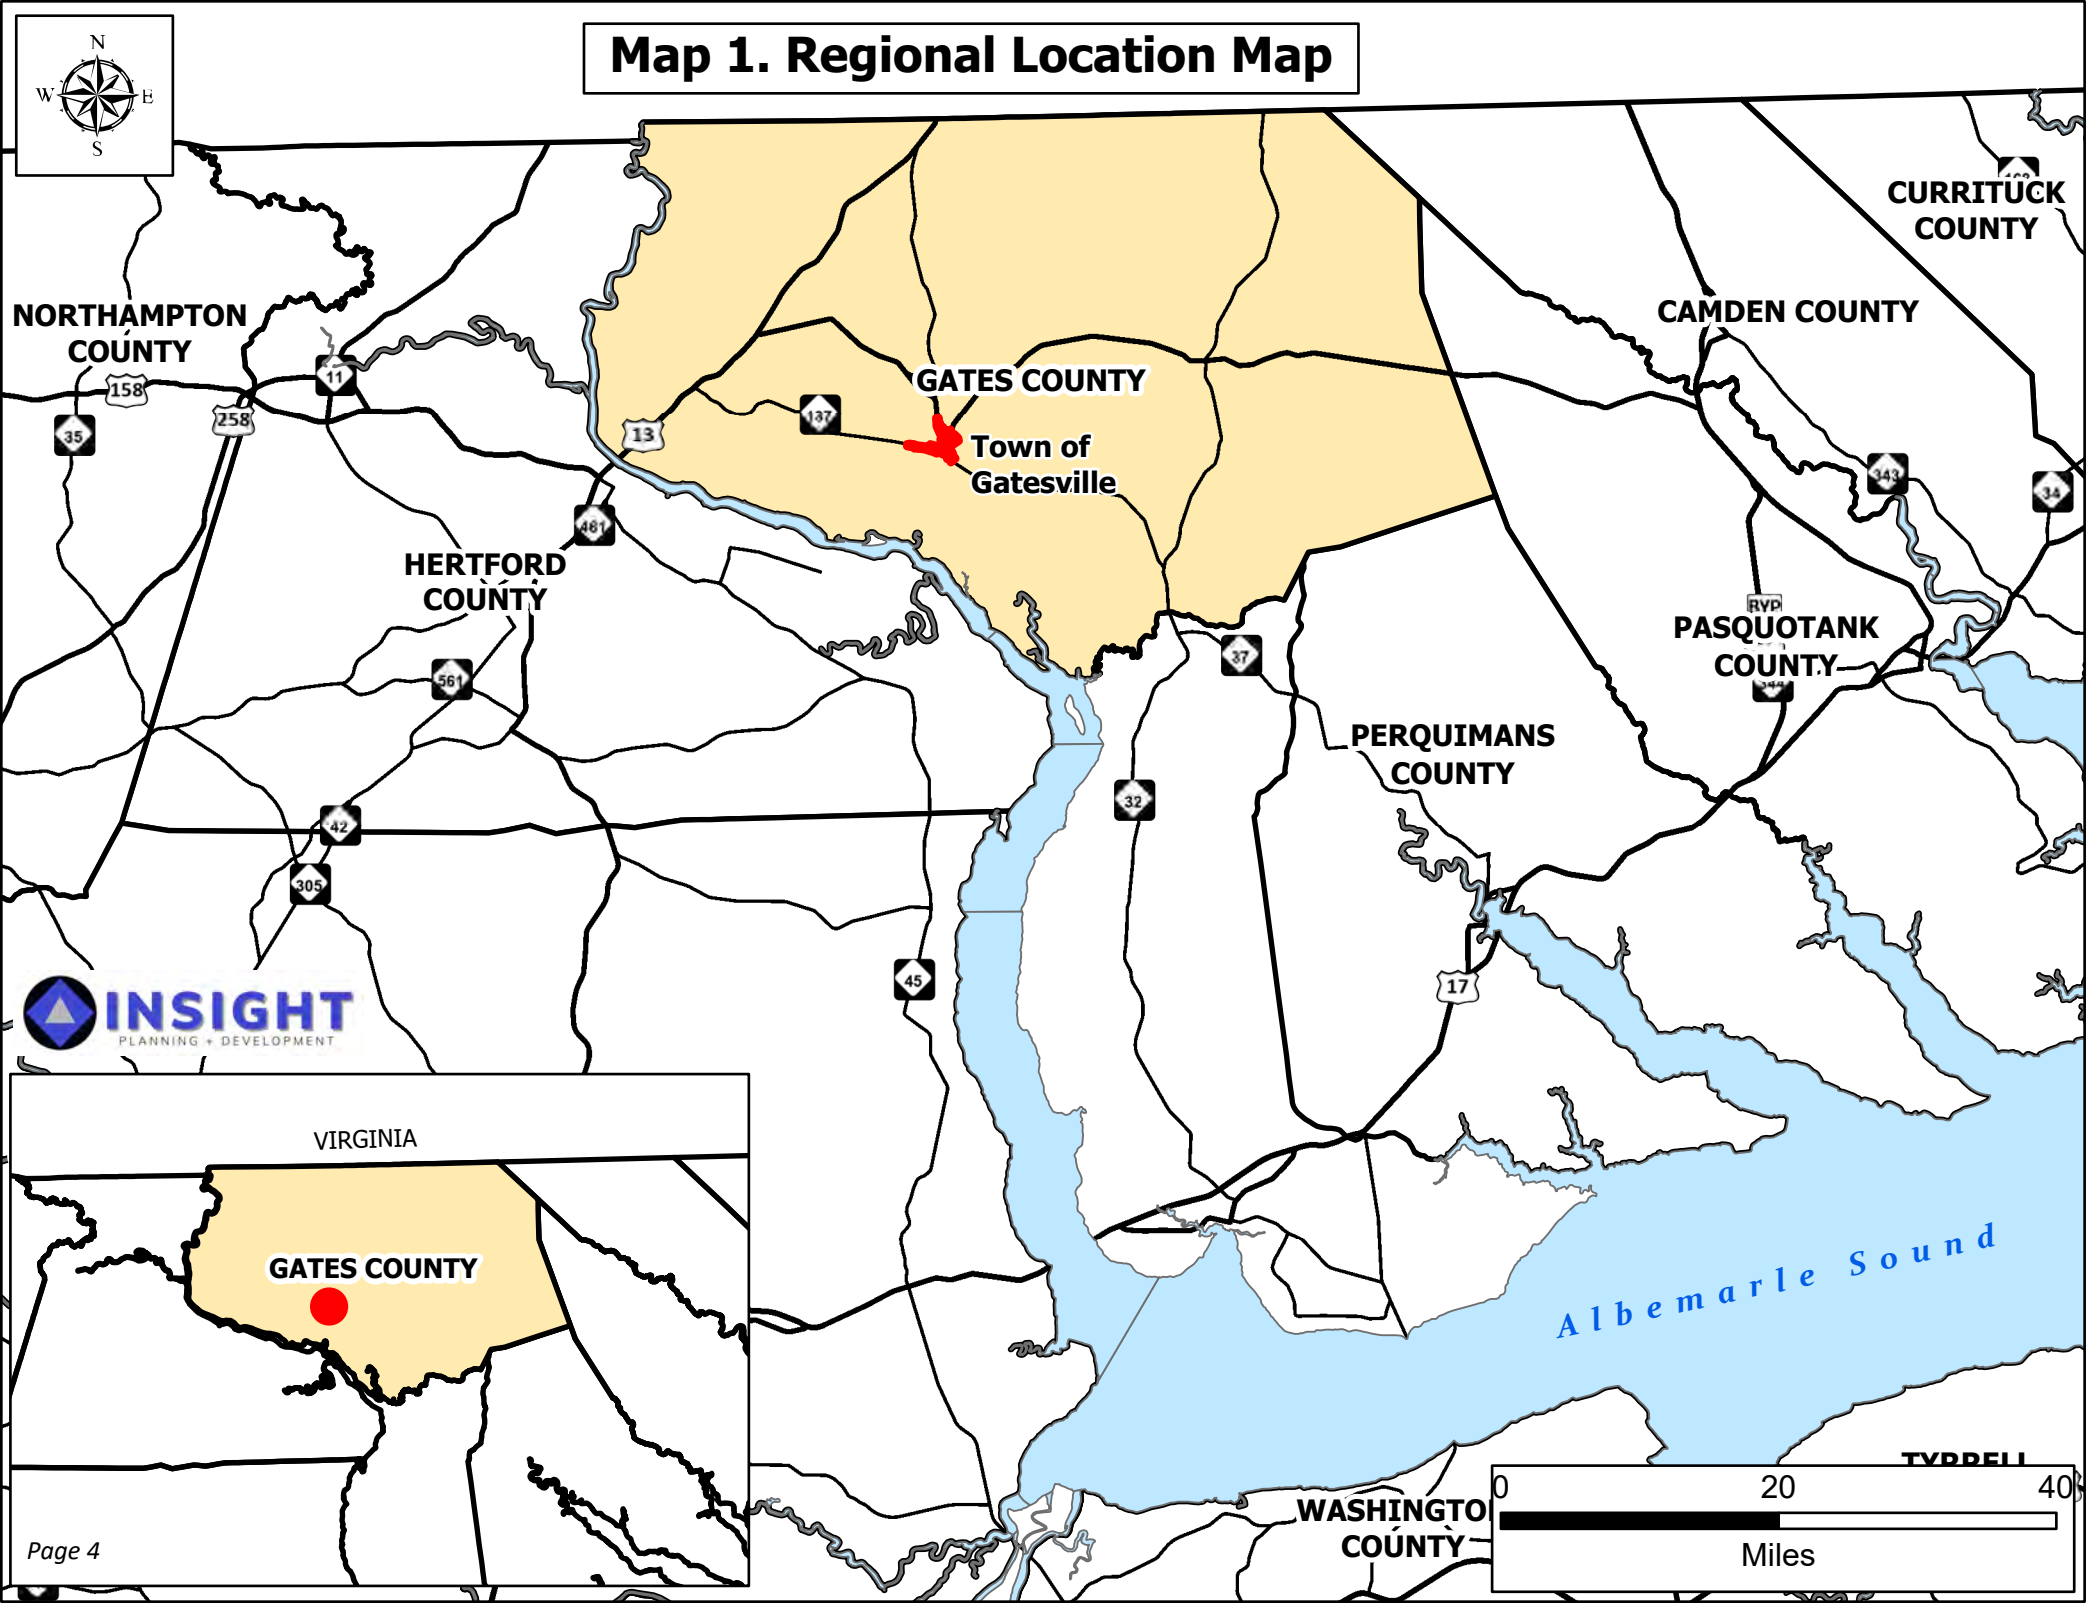 Map 1. Regional Location Map
N
W
E
S
CURRITUCK
COUNTY
NORTHAMPTON
COUNTY
CAMDEN COUNTY
158
258
11
35
GATES COUNTY
137
13
Town of
Gatesville
343
34
461
HERTFORD
COUNTY
BYP
PASQUOTANK
COUNTY
561
37
PERQUIMANS
COUNTY
32
42
305
45
17
INSIGHT
PLANNING + DEVELOPMENT
VIRGINIA
GATES COUNTY
Page 4
Albemarle Sound
WASHINGTO
COUNTY
0
20
40
Miles